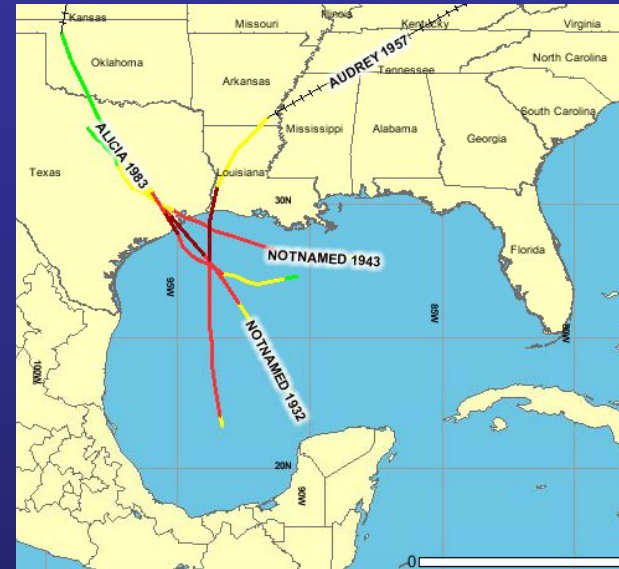 Kansas
Missouri
Illinois
Kentucky
Virginia
Oklahoma
Arkansas
AUDREY 1957
Tennessee
North Carolina
South Carolina
ALICIA 1983
Mississippi
Alabama
Georgia
Texas
Louisiana
30N
NOTNAMED 1943
Florida
95W
85W
80W
NOTNAMED 1932
100W
20N
90W
0